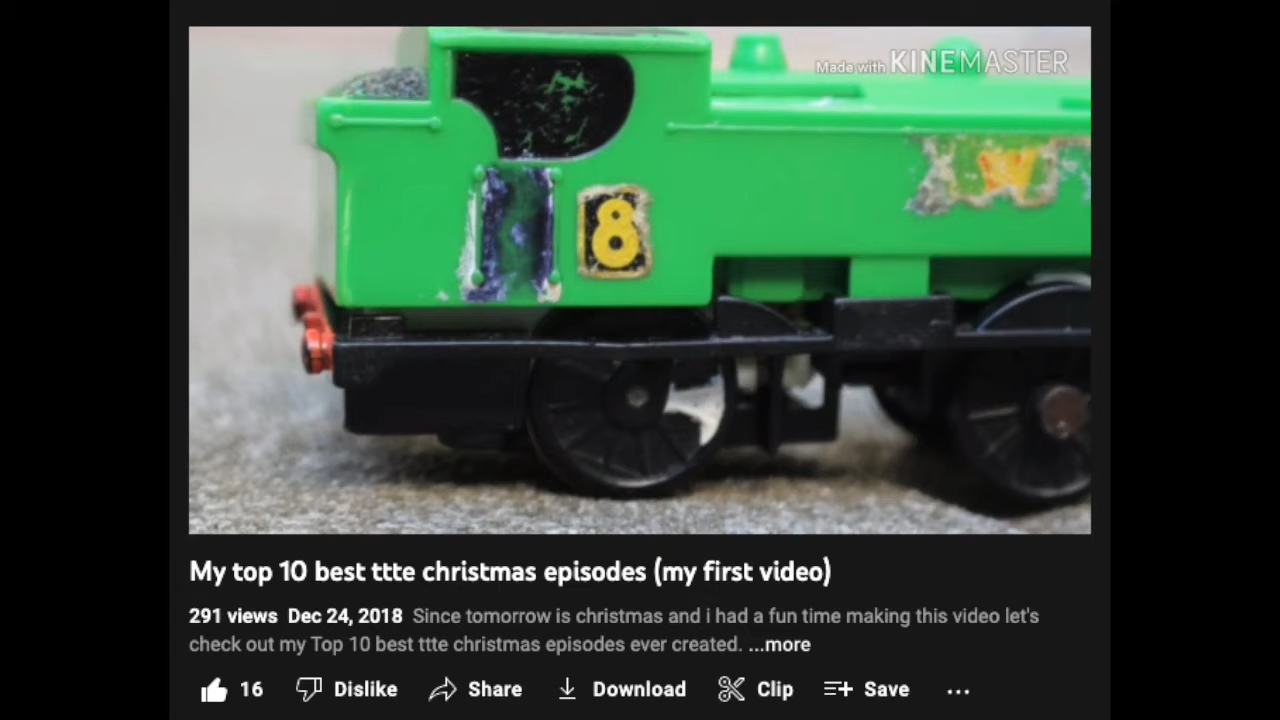 Made with KINEMASTER
8
W
My top 10 best ttte christmas episodes (my first video)
291 views Dec 24, 2018 Since tomorrow is christmas and i had a fun time making this video let's
check out my Top 10 best ttte christmas episodes ever created. ...more
16 Dislike Share Download Clip Save ...